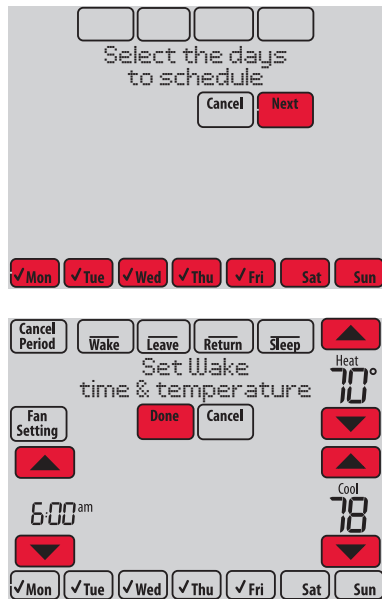 Select the days
to schedule
Cancel Next
✓Mon ✓Tue ✓Wed ✓Thu ✓Fri Sat Sun
Cancel Period Wake Leave Return Sleep
Set Wake
time & temperature
Heat
70°
Fan Setting Done Cancel
6:00 am
Cool
78
✓Mon ✓Tue ✓Wed ✓Thu ✓Fri Sat Sun